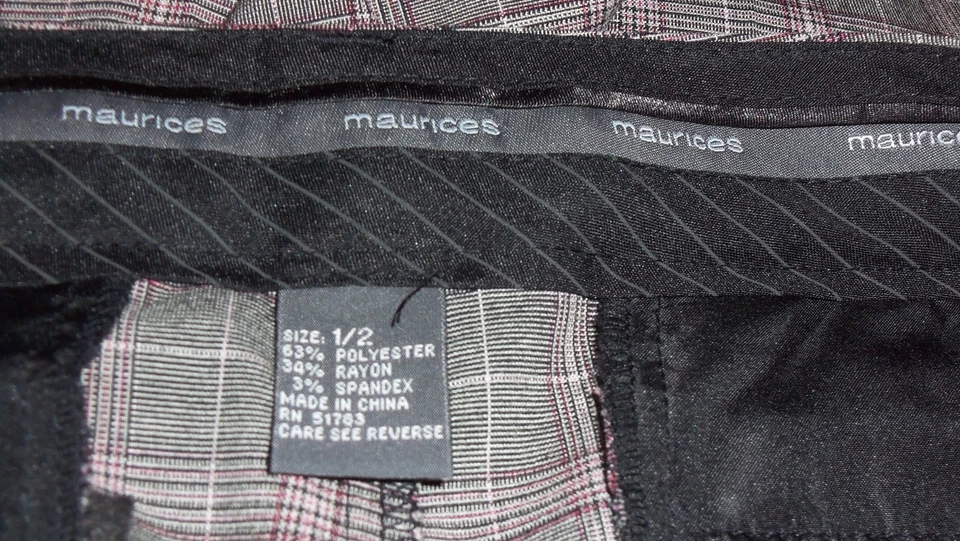 maurices maurices maurices maurice
SIZE: 1/2
63% POLYESTER
34% RAYON
3% SPANDEX
MADE IN CHINA
RN 51783
CARE SEE REVERSE